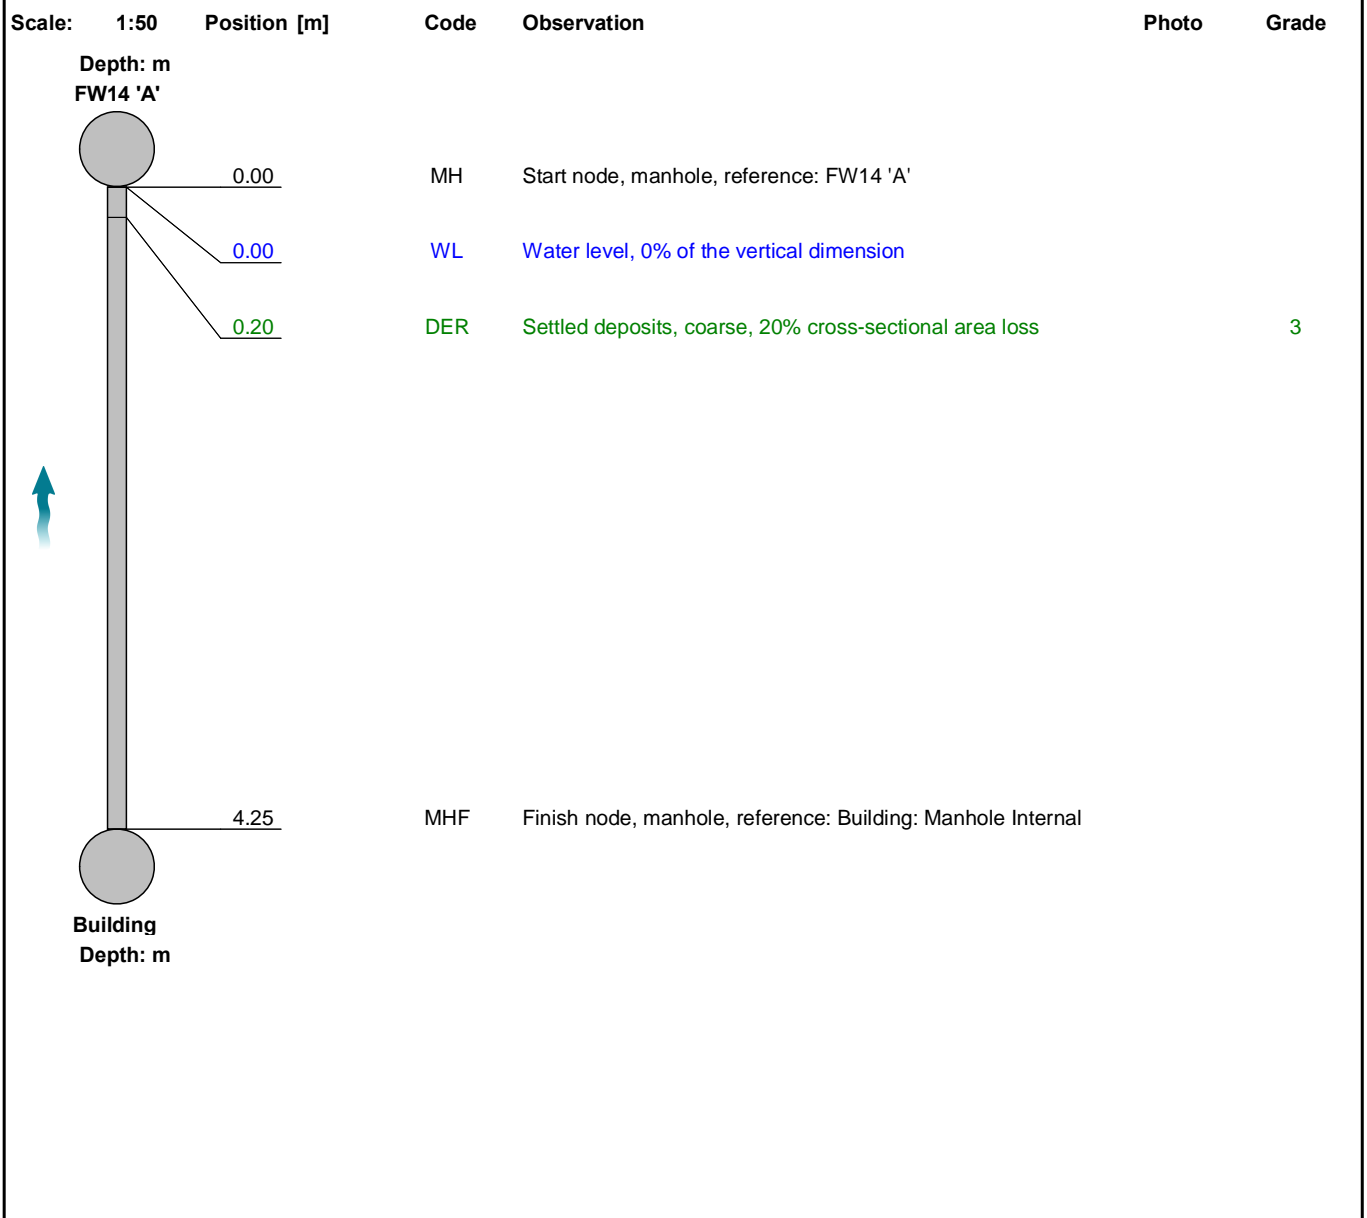 Scale: 1:50 Position [m] Code Observation Photo Grade
Depth: m
FW14 'A'
0.00 MH Start node, manhole, reference: FW14 'A'
0.00 WL Water level, 0% of the vertical dimension
0.20 DER Settled deposits, coarse, 20% cross-sectional area loss 3
4.25 MHF Finish node, manhole, reference: Building: Manhole Internal
Building
Depth: m